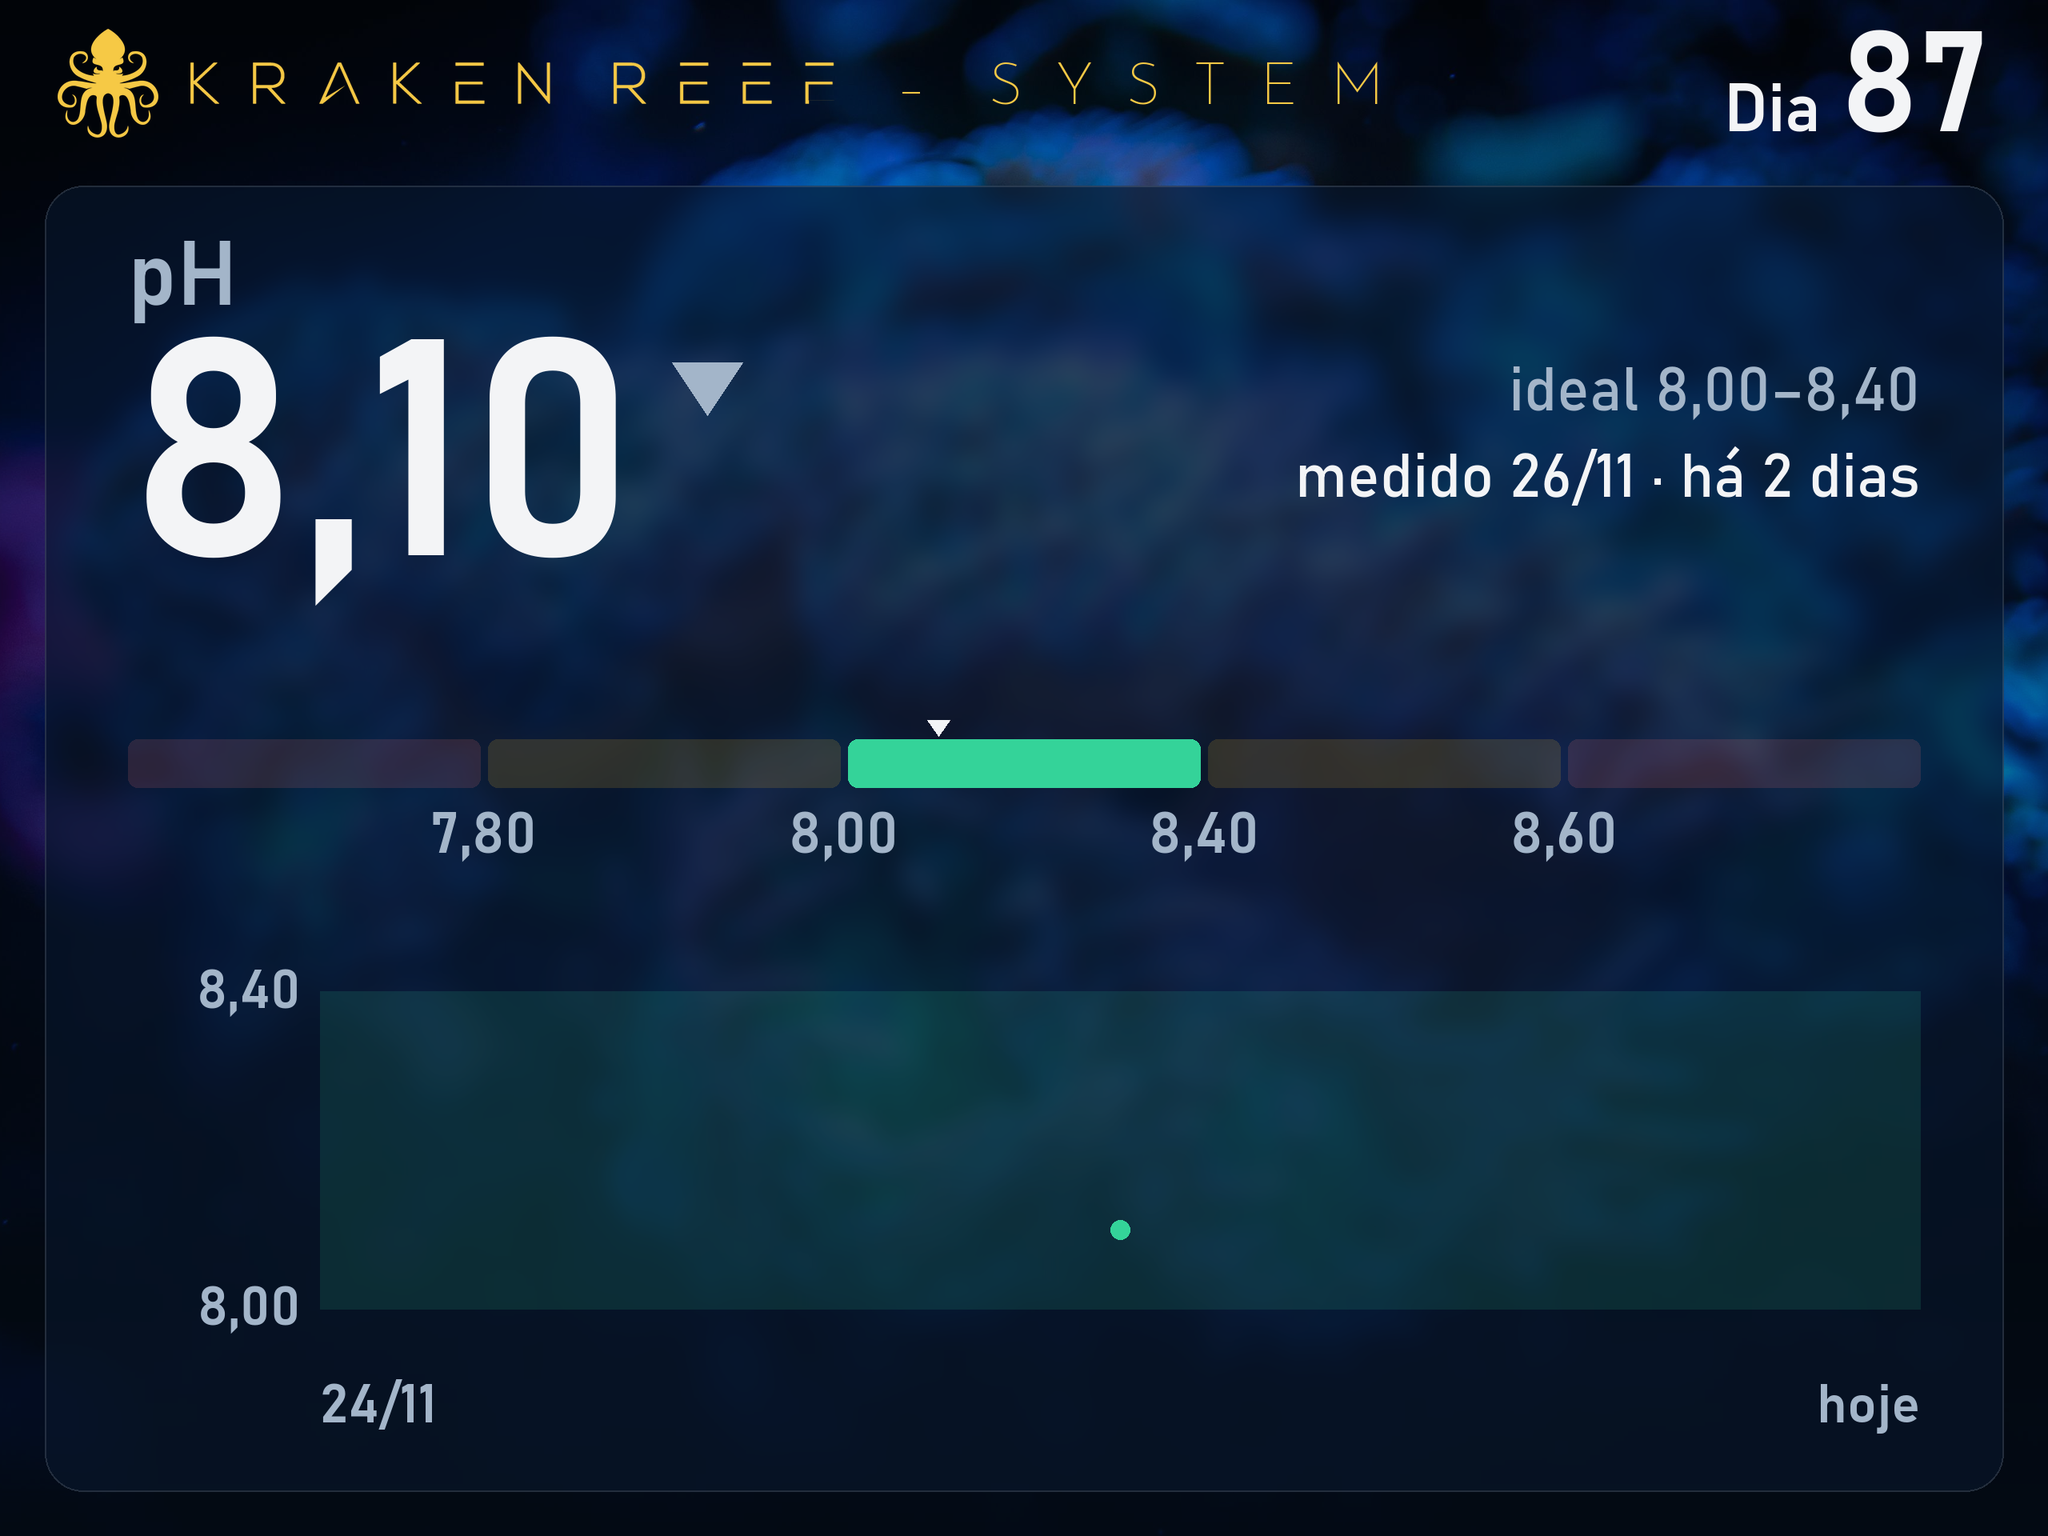 KRAKEN REEF - SYSTEM
Dia 87
pH
8,10
ideal 8,00–8,40
medido 26/11 · há 2 dias
7,80 8,00 8,40 8,60
8,40
8,00
24/11 hoje